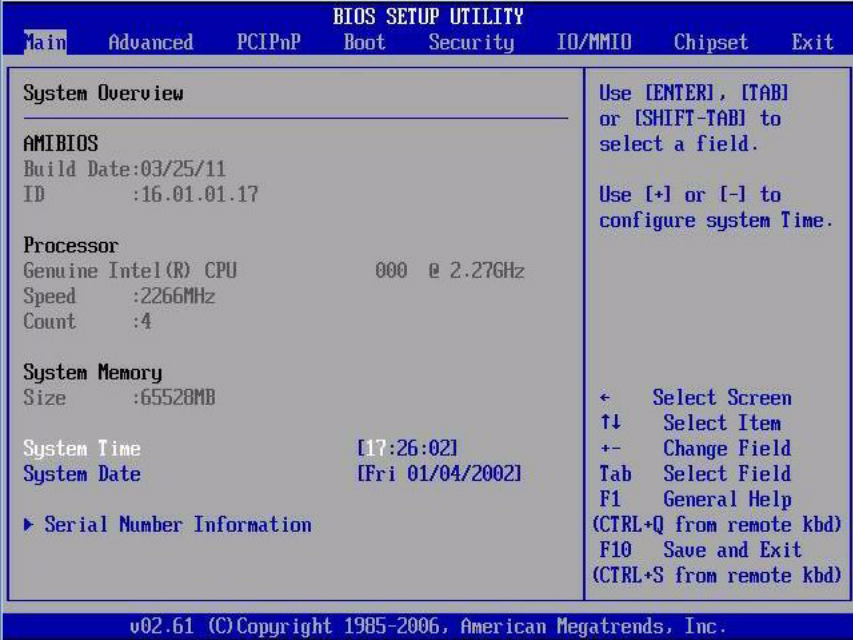 BIOS SETUP UTILITY
Main Advanced PCIPnP Boot Security IO/MMIO Chipset Exit
System Overview
AMIBIOS
Build Date:03/25/11
ID :16.01.01.17
Processor
Genuine Intel(R) CPU 000 @ 2.27GHz
Speed :2266MHz
Count :4
System Memory
Size :65528MB
System Time [17:26:02]
System Date [Fri 01/04/2002]
▶ Serial Number Information
Use [ENTER], [TAB]
or [SHIFT-TAB] to
select a field.
Use [+] or [-] to
configure system Time.
← Select Screen
↑↓ Select Item
+- Change Field
Tab Select Field
F1 General Help
(CTRL+Q from remote kbd)
F10 Save and Exit
(CTRL+S from remote kbd)
v02.61 (C)Copyright 1985-2006, American Megatrends, Inc.